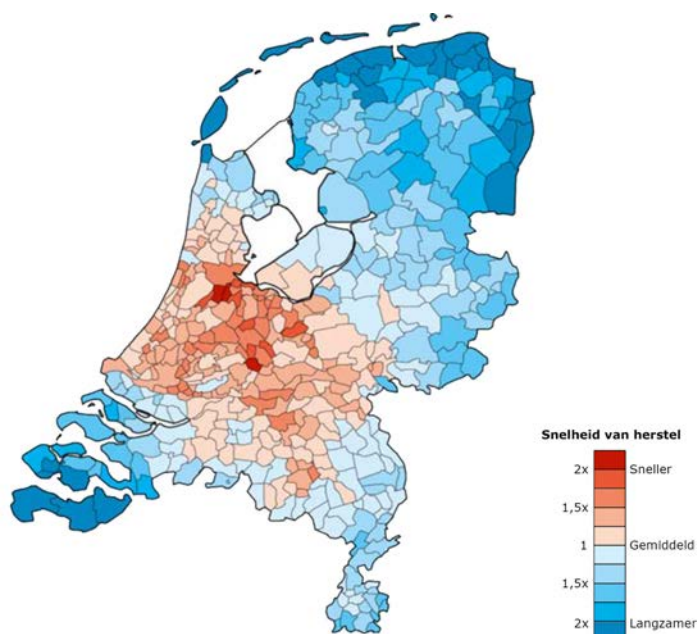 Snelheid van herstel
2x Sneller
1,5x
1 Gemiddeld
1,5x
2x Langzamer